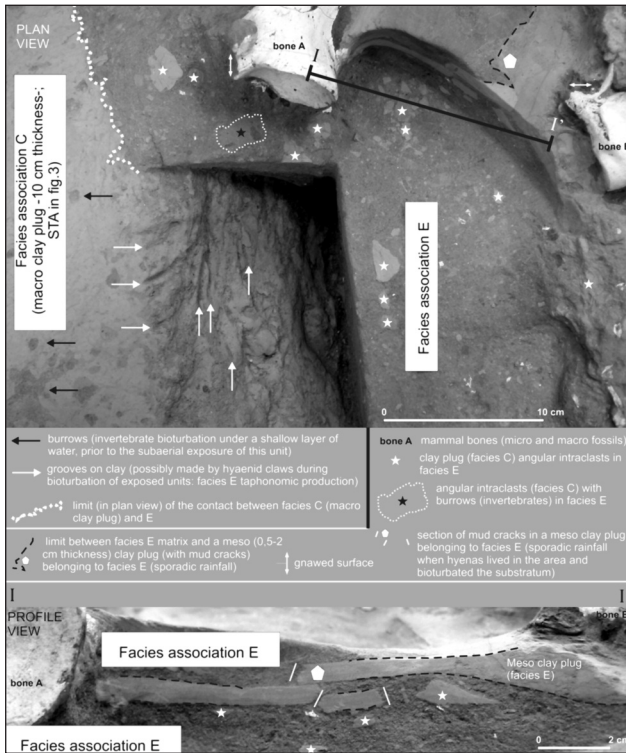 PLAN
VIEW
Facies association C
(macro clay plug -10 cm thickness-;
STA in fig.3)
bone A
I
I
Facies association E
0
10 cm
burrows (invertebrate bioturbation under a shallow layer of
water, prior to the subaerial exposure of this unit)
grooves on clay (possibly made by hyaenid claws during
bioturbation of exposed units: facies E taphonomic production)
limit (in plan view) of the contact between facies C (macro
clay plug) and E
limit between facies E matrix and a meso (0,5-2
cm thickness) clay plug (with mud cracks)
belonging to facies E (sporadic rainfall)
gnawed surface
bone A mammal bones (micro and macro fossils)
clay plug (facies C) angular intraclasts in
facies E
angular intraclasts (facies C) with
burrows (invertebrates) in facies E
section of mud cracks in a meso clay plug
belonging to facies E (sporadic rainfall
when hyenas lived in the area and
bioturbated the substratum)
I
I
PROFILE
VIEW
Facies association E
bone A
Meso clay plug
(facies E)
Facies association E
0
2 cm